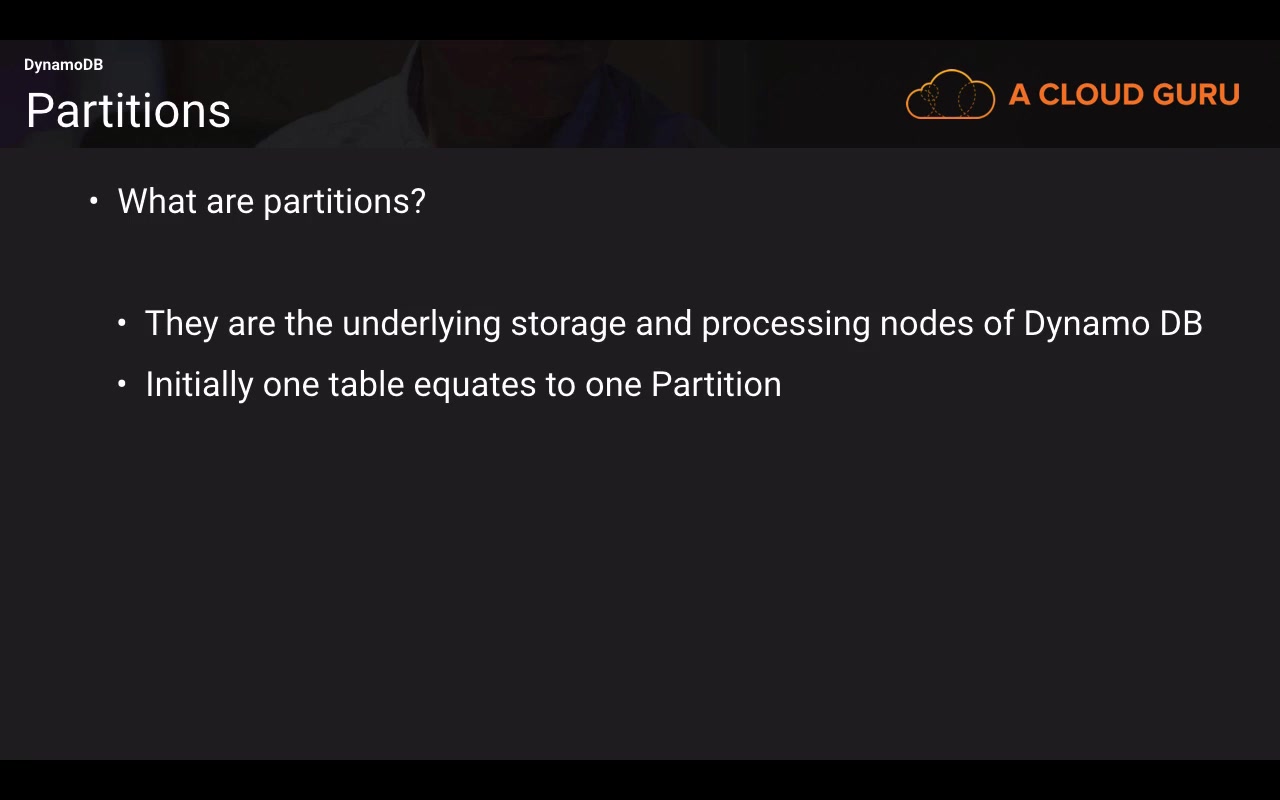 DynamoDB
Partitions
A CLOUD GURU
• What are partitions?
• They are the underlying storage and processing nodes of Dynamo DB
• Initially one table equates to one Partition